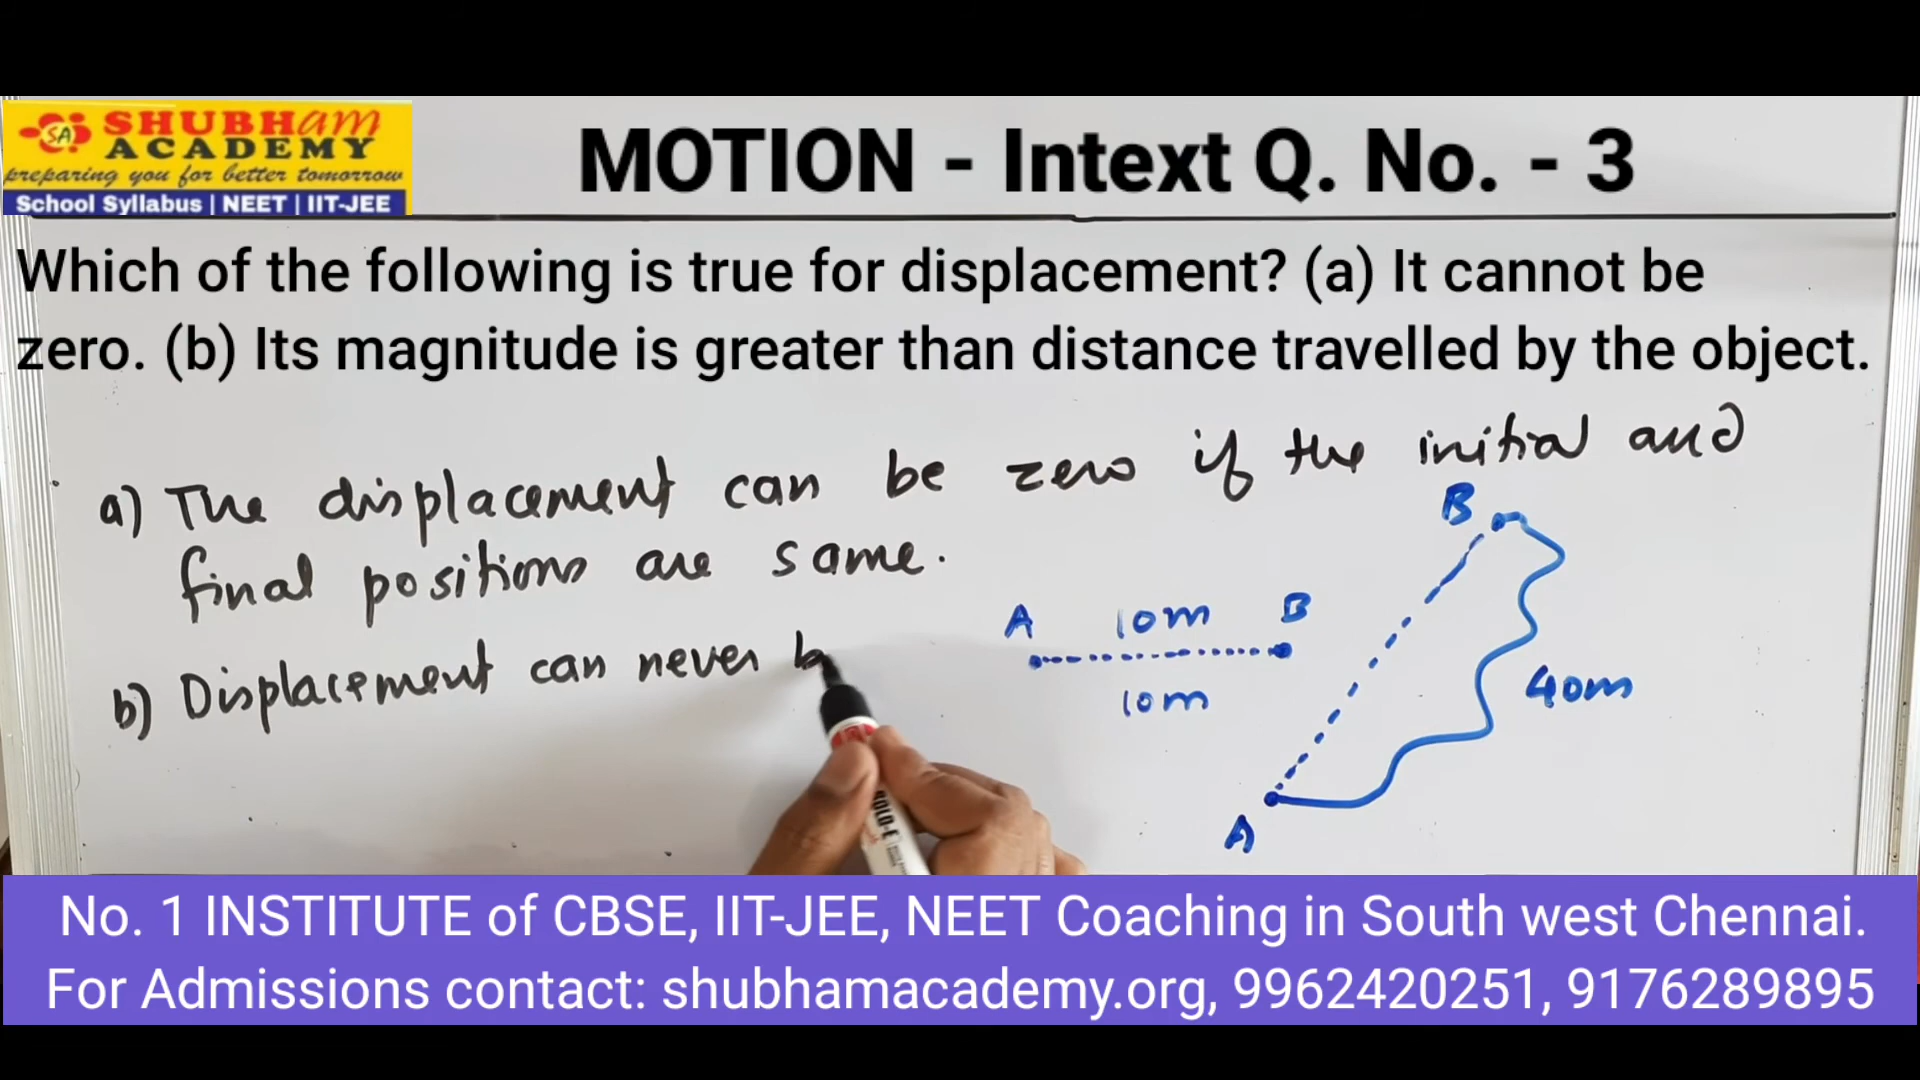 SHUBHam
SA
ACADEMY
preparing you for better tomorrow
School Syllabus | NEET | IIT-JEE
MOTION - Intext Q. No. - 3
Which of the following is true for displacement? (a) It cannot be
zero. (b) Its magnitude is greater than distance travelled by the object.
a) The displacement can be zero if the initial and
final positions are same.
b) Displacement can never b
A 10m B
10m
B
40m
A
No. 1 INSTITUTE of CBSE, IIT-JEE, NEET Coaching in South west Chennai.
For Admissions contact: shubhamacademy.org, 9962420251, 9176289895